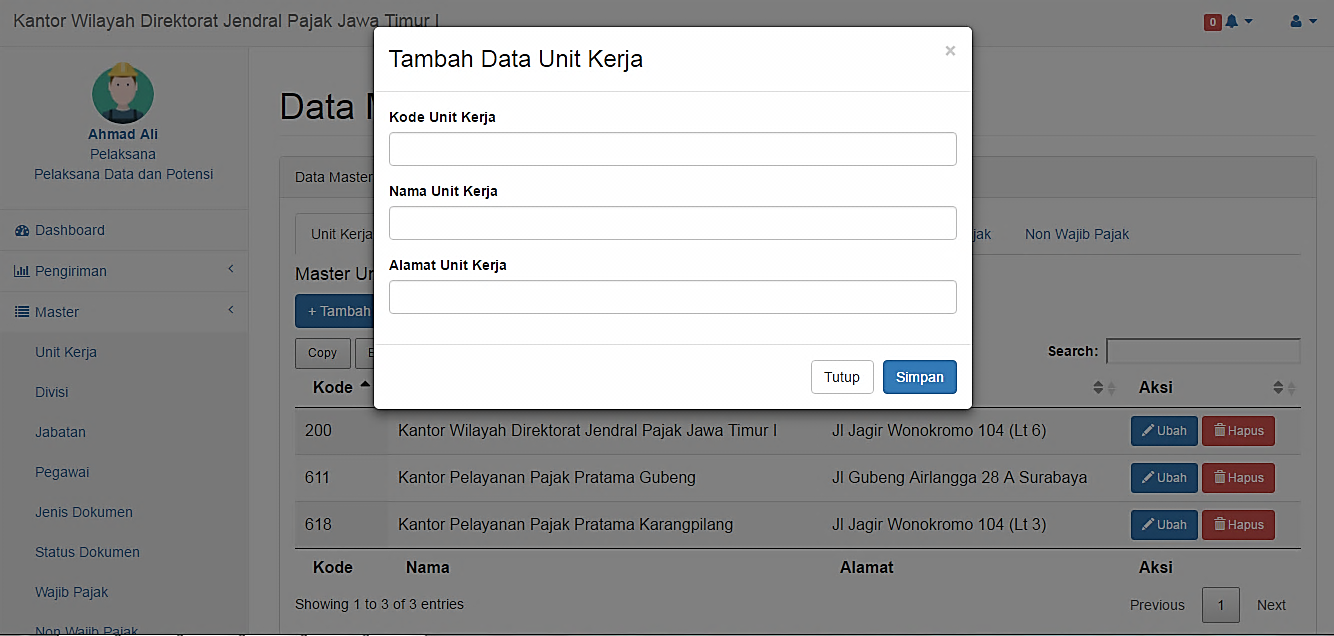 Kantor Wilayah Direktorat Jendral Pajak Jawa Timur I
0
Ahmad Ali
Pelaksana
Pelaksana Data dan Potensi
Dashboard
Pengiriman
Master
Unit Kerja
Divisi
Jabatan
Pegawai
Jenis Dokumen
Status Dokumen
Wajib Pajak
Non Wajib Pajak
Data
Data Master
Unit Kerja
Non Wajib Pajak
Master
+ Tambah
Copy
Search:
Tambah Data Unit Kerja
×
Kode Unit Kerja
Nama Unit Kerja
Alamat Unit Kerja
Tutup Simpan
Kode Aksi
200 Kantor Wilayah Direktorat Jendral Pajak Jawa Timur I Jl Jagir Wonokromo 104 (Lt 6) Ubah Hapus
611 Kantor Pelayanan Pajak Pratama Gubeng Jl Gubeng Airlangga 28 A Surabaya Ubah Hapus
618 Kantor Pelayanan Pajak Pratama Karangpilang Jl Jagir Wonokromo 104 (Lt 3) Ubah Hapus
Kode Nama Alamat Aksi
Showing 1 to 3 of 3 entries
Previous 1 Next